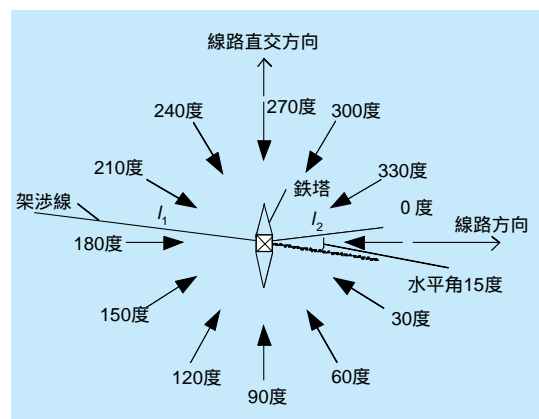 線路直交方向
270度
240度
300度
210度
330度
鉄塔
架渉線
l1
l2
0 度
線路方向
180度
水平角15度
150度
30度
120度
60度
90度